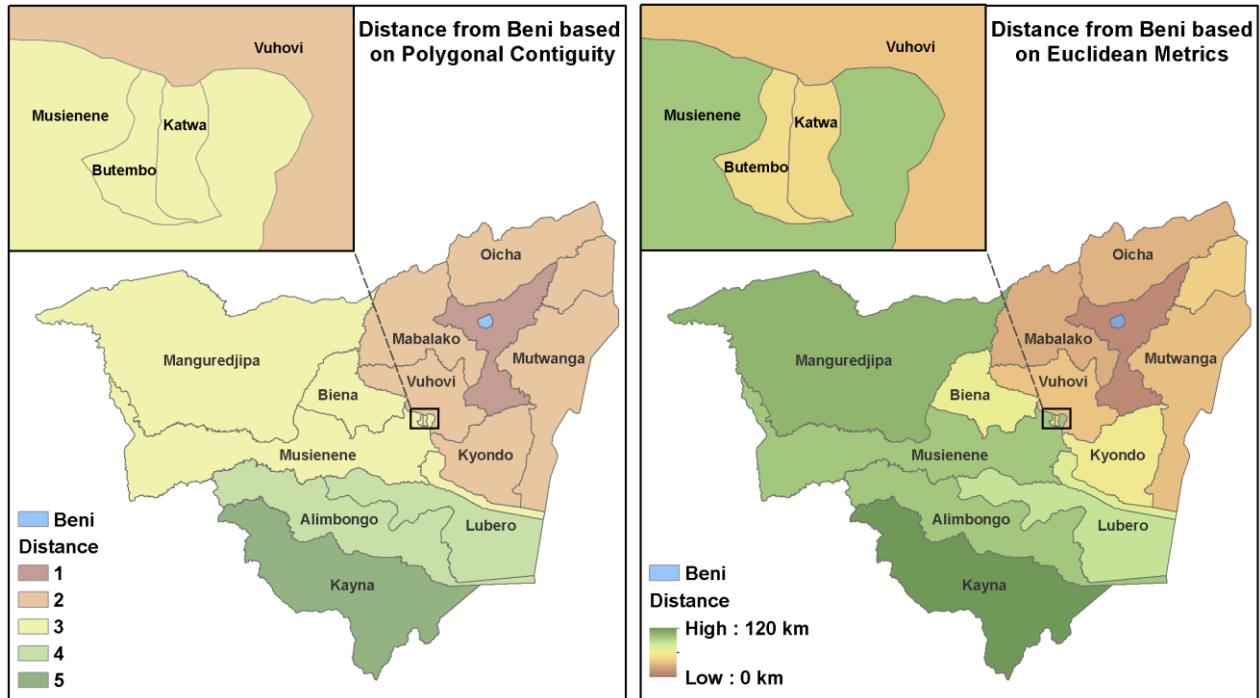 Distance from Beni based
on Polygonal Contiguity
Vuhovi
Musienene
Katwa
Butembo
Oicha
Mabalako
Mutwanga
Manguredjipa
Vuhovi
Biena
Musienene
Kyondo
Alimbongo
Lubero
Kayna
Beni
Distance
1
2
3
4
5
Distance from Beni based
on Euclidean Metrics
Vuhovi
Musienene
Katwa
Butembo
Oicha
Mabalako
Mutwanga
Manguredjipa
Vuhovi
Biena
Musienene
Kyondo
Alimbongo
Lubero
Kayna
Beni
Distance
High : 120 km
Low : 0 km